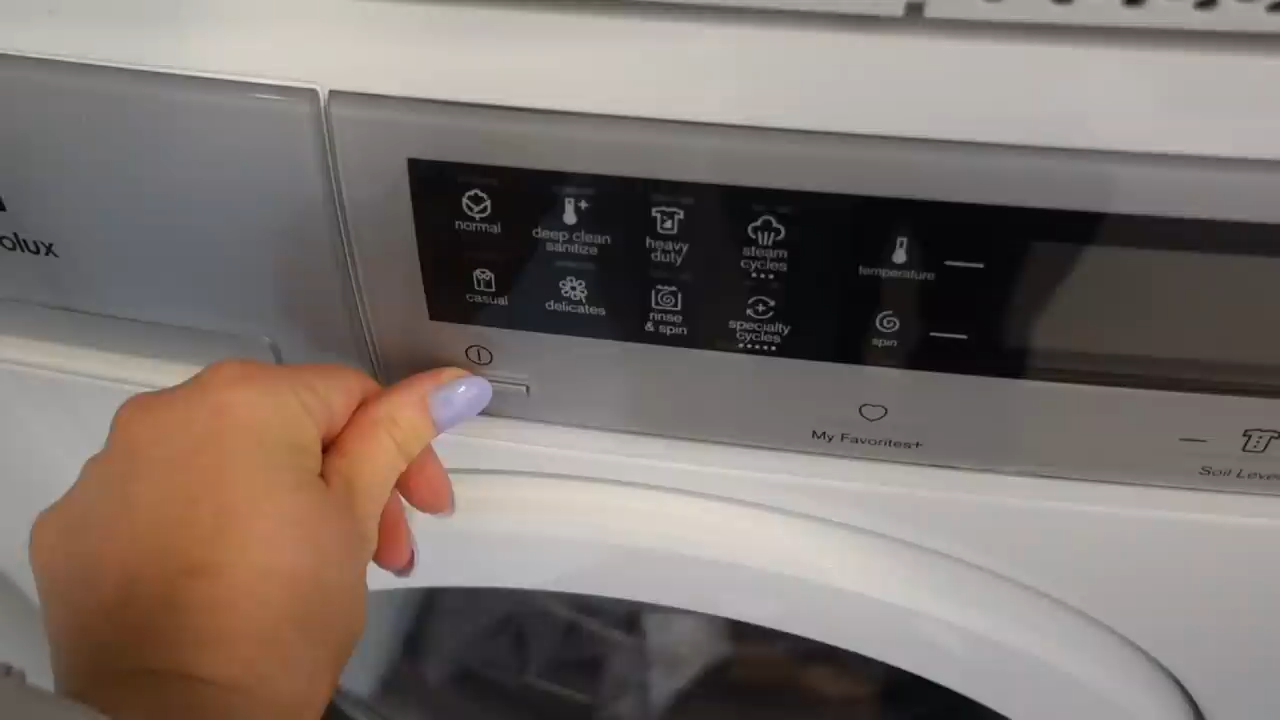 olux
normal
deep clean
sanitize
heavy
duty
steam
cycles
temperature
casual
delicates
rinse
& spin
specialty
cycles
spin
My Favorites+
Soil Leve